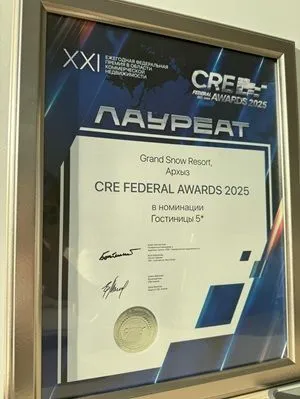 XXI
ЕЖЕГОДНАЯ ФЕДЕРАЛЬНАЯ
ПРЕМИЯ В ОБЛАСТИ
КОММЕРЧЕСКОЙ
НЕДВИЖИМОСТИ
CRE
FEDERAL AWARDS 2025
ЛАУРЕАТ
Grand Snow Resort,
Архыз
CRE FEDERAL AWARDS 2025
в номинации
Гостиницы 5*